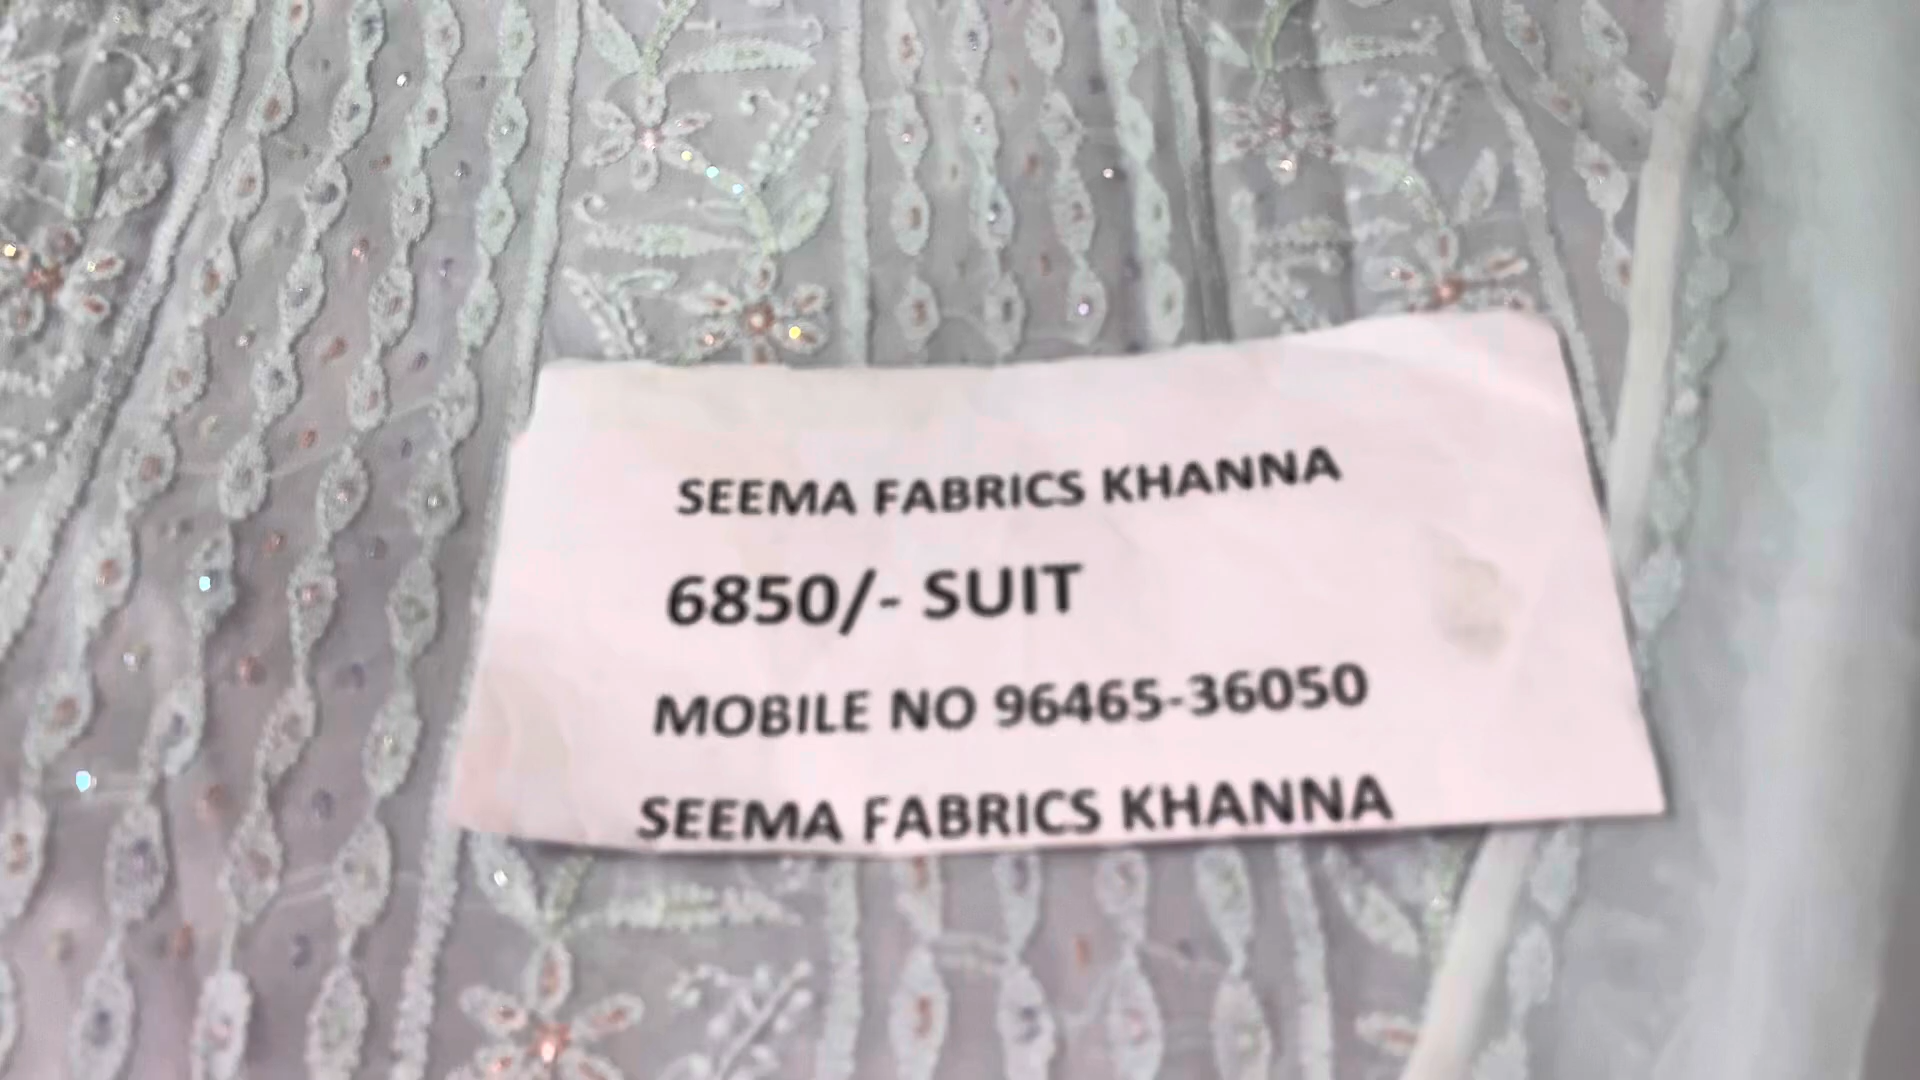 SEEMA FABRICS KHANNA
6850/- SUIT
MOBILE NO 96465-36050
SEEMA FABRICS KHANNA